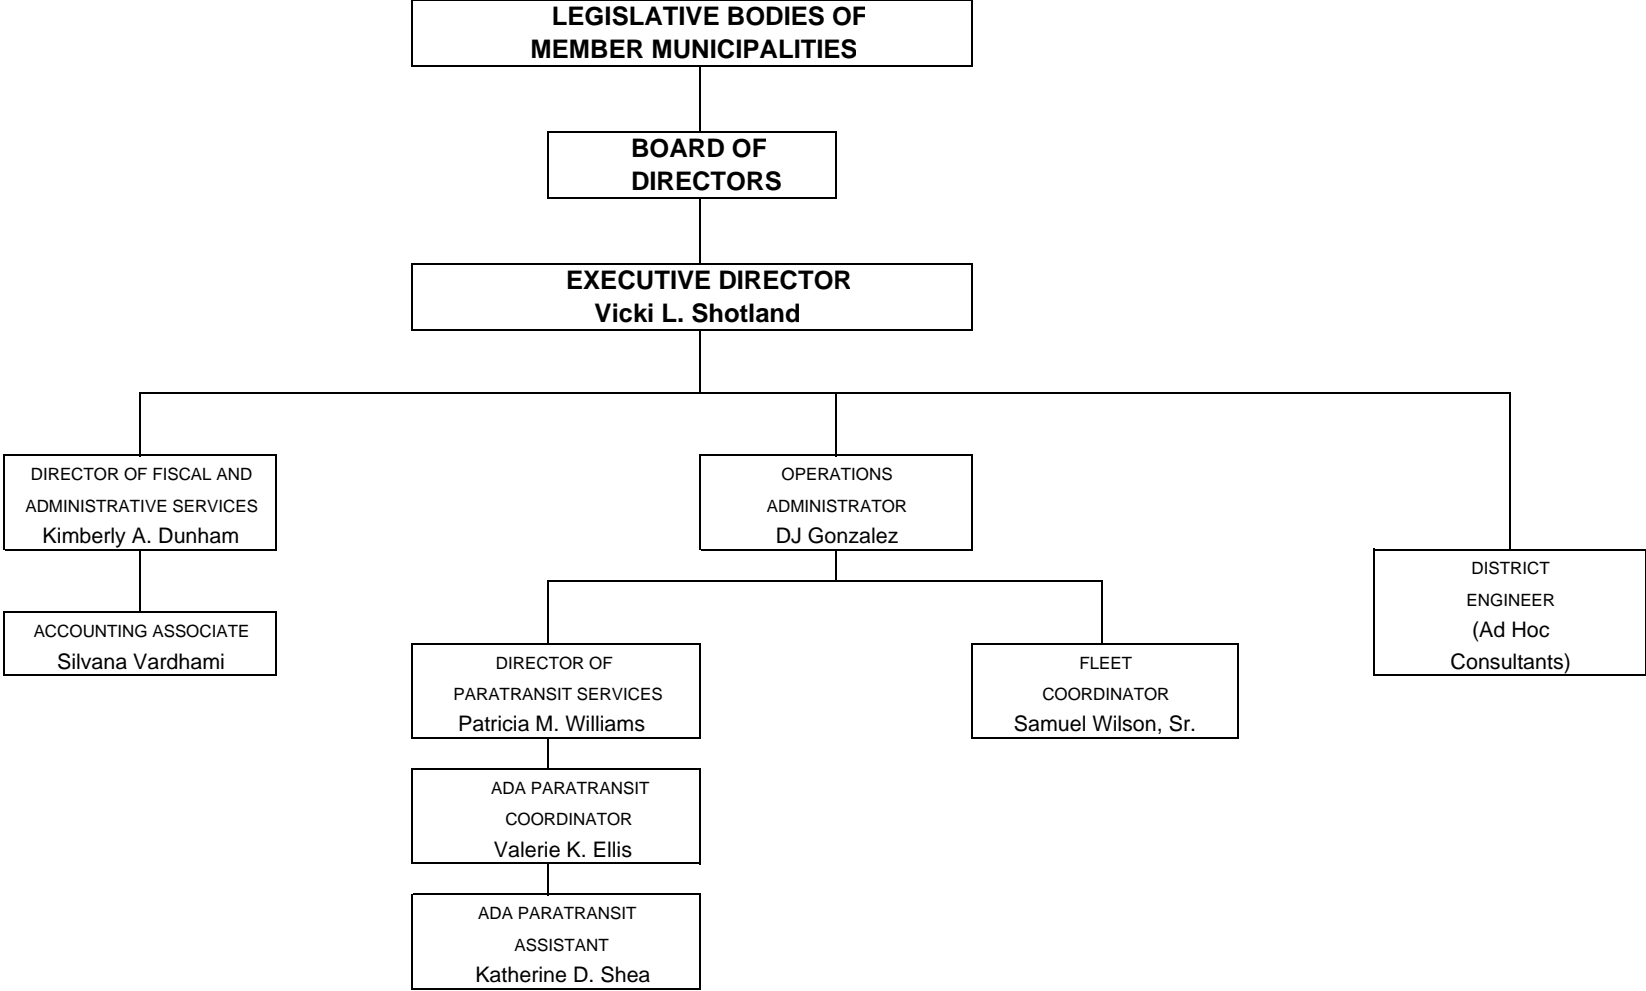 LEGISLATIVE BODIES OF
MEMBER MUNICIPALITIES
BOARD OF
DIRECTORS
EXECUTIVE DIRECTOR
Vicki L. Shotland
DIRECTOR OF FISCAL AND
ADMINISTRATIVE SERVICES
Kimberly A. Dunham
ACCOUNTING ASSOCIATE
Silvana Vardhami
OPERATIONS
ADMINISTRATOR
DJ Gonzalez
DIRECTOR OF
PARATRANSIT SERVICES
Patricia M. Williams
ADA PARATRANSIT
COORDINATOR
Valerie K. Ellis
ADA PARATRANSIT
ASSISTANT
Katherine D. Shea
FLEET
COORDINATOR
Samuel Wilson, Sr.
DISTRICT
ENGINEER
(Ad Hoc
Consultants)